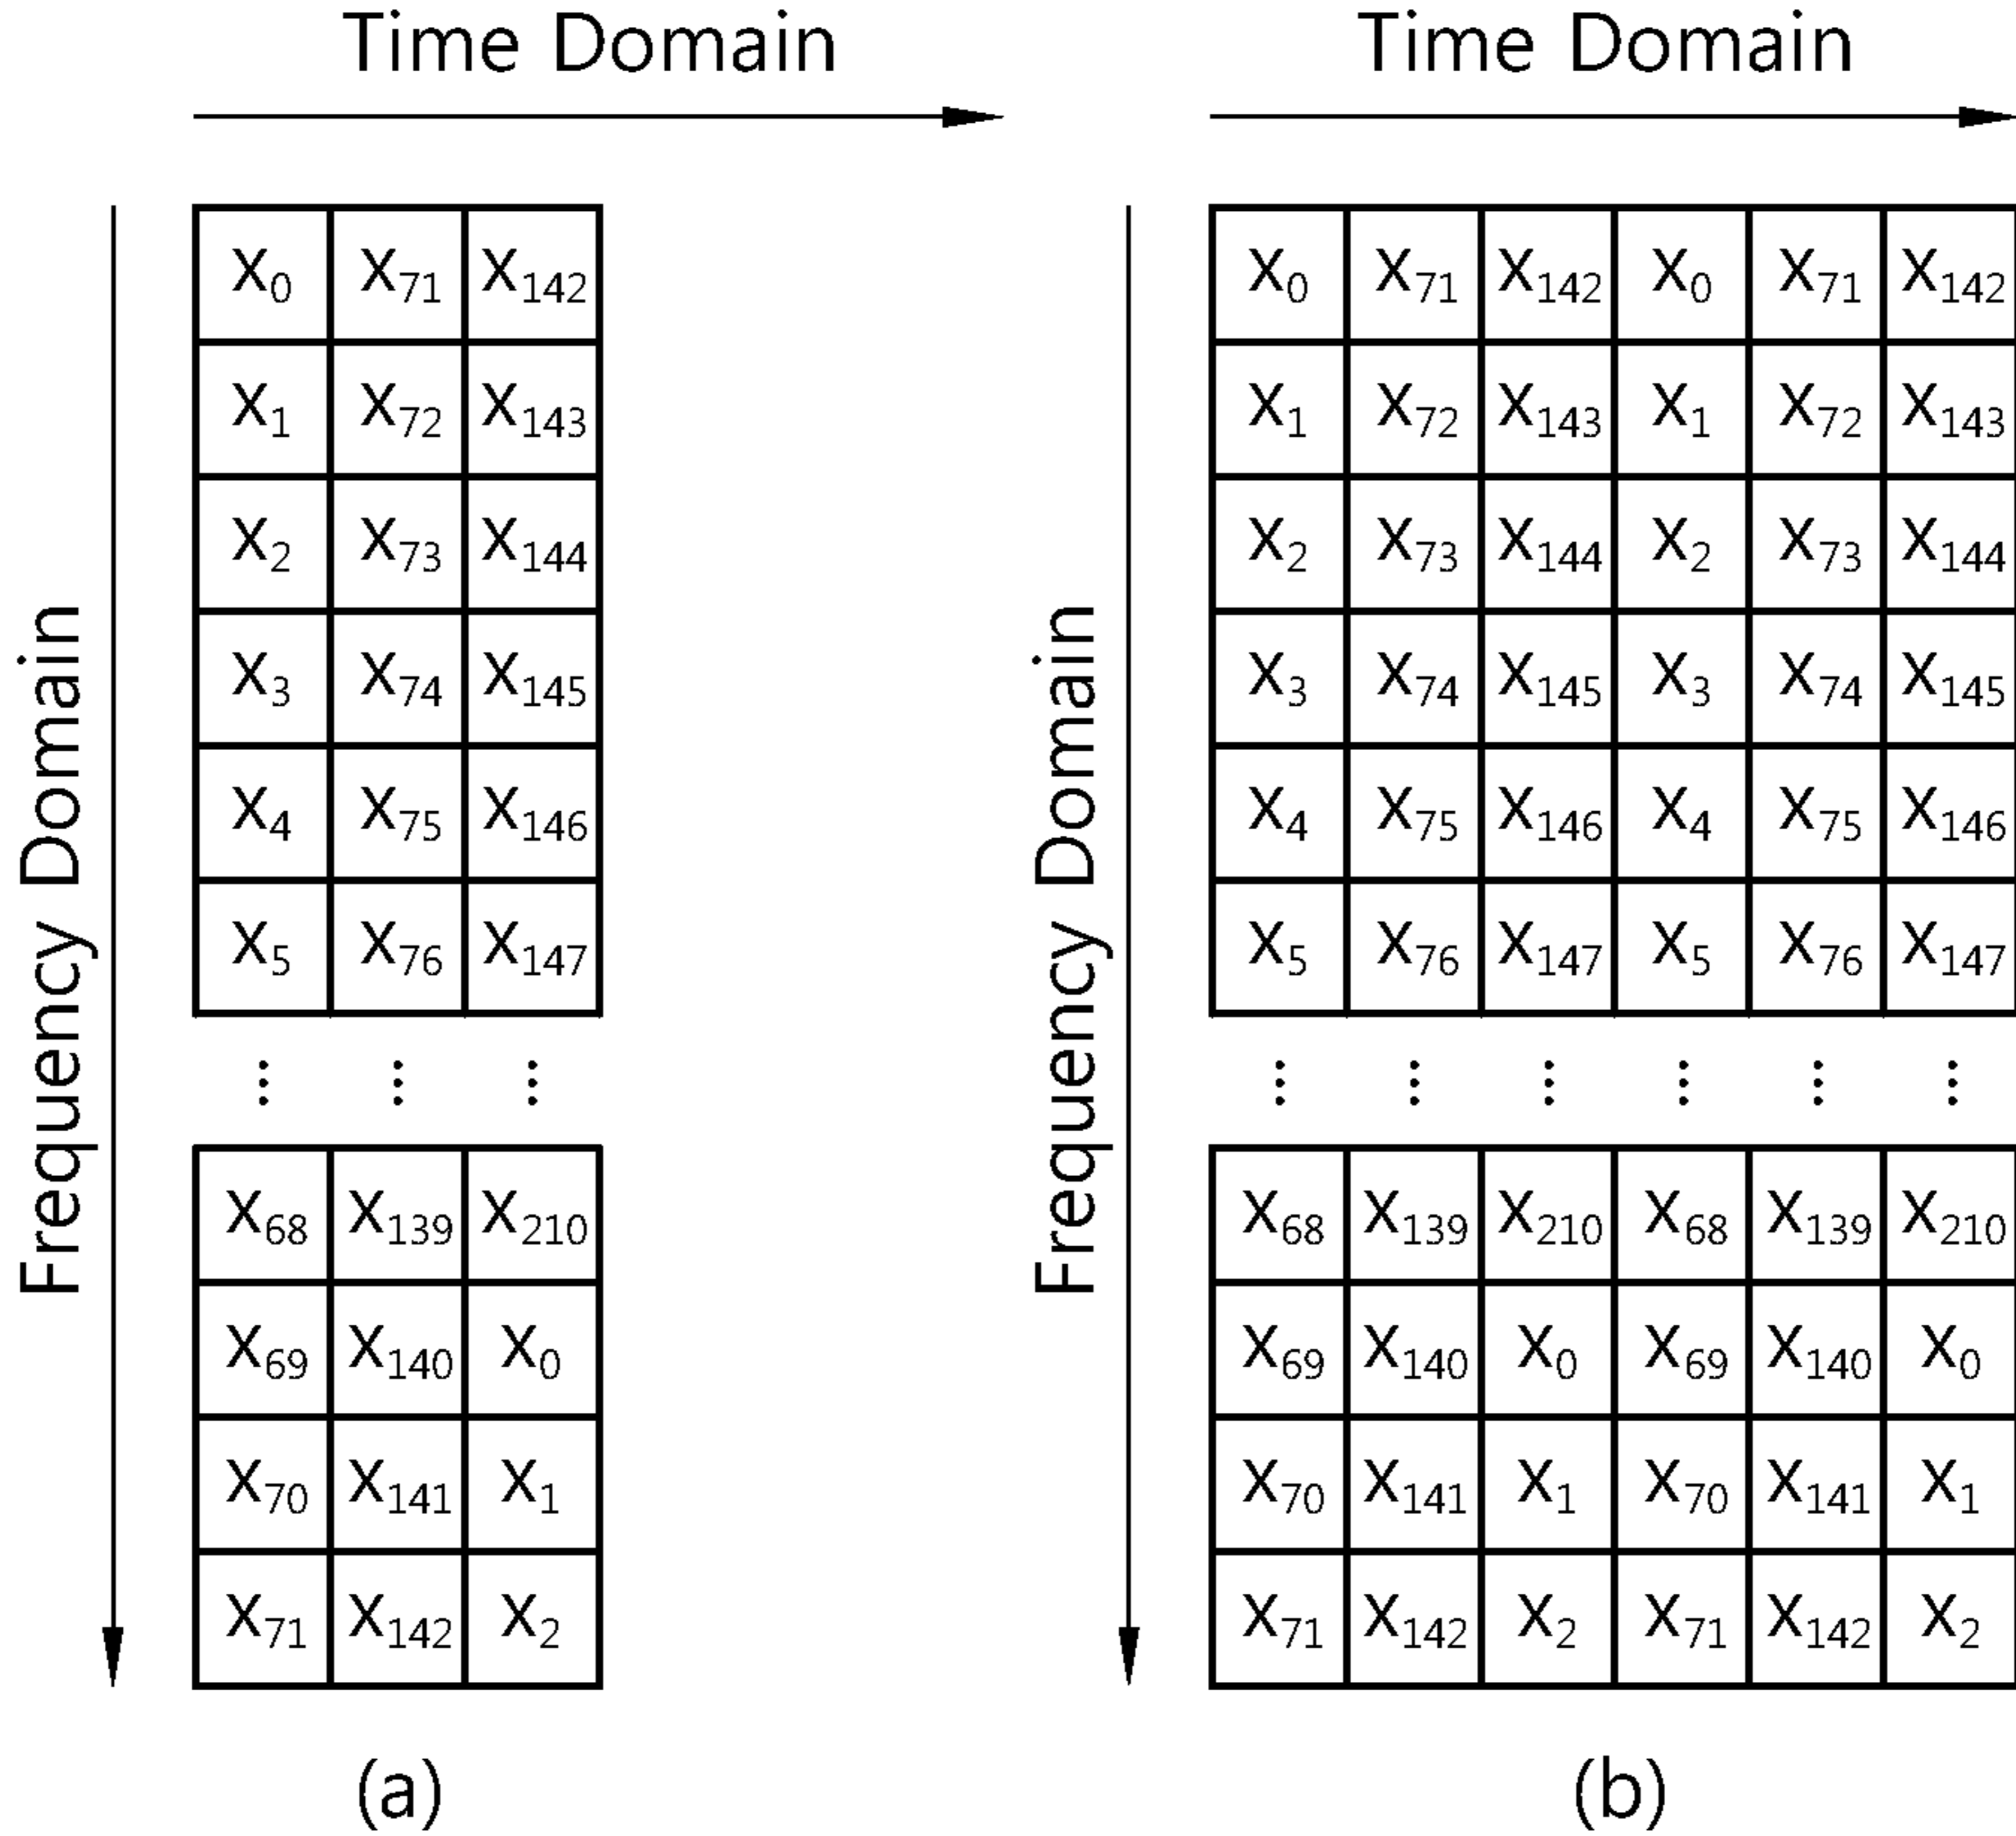 Time Domain
Time Domain
Frequency Domain
X0 X71 X142
X1 X72 X143
X2 X73 X144
X3 X74 X145
X4 X75 X146
X5 X76 X147
⋮ ⋮ ⋮
X68 X139 X210
X69 X140 X0
X70 X141 X1
X71 X142 X2
(a)
Frequency Domain
X0 X71 X142 X0 X71 X142
X1 X72 X143 X1 X72 X143
X2 X73 X144 X2 X73 X144
X3 X74 X145 X3 X74 X145
X4 X75 X146 X4 X75 X146
X5 X76 X147 X5 X76 X147
⋮ ⋮ ⋮ ⋮ ⋮ ⋮
X68 X139 X210 X68 X139 X210
X69 X140 X0 X69 X140 X0
X70 X141 X1 X70 X141 X1
X71 X142 X2 X71 X142 X2
(b)